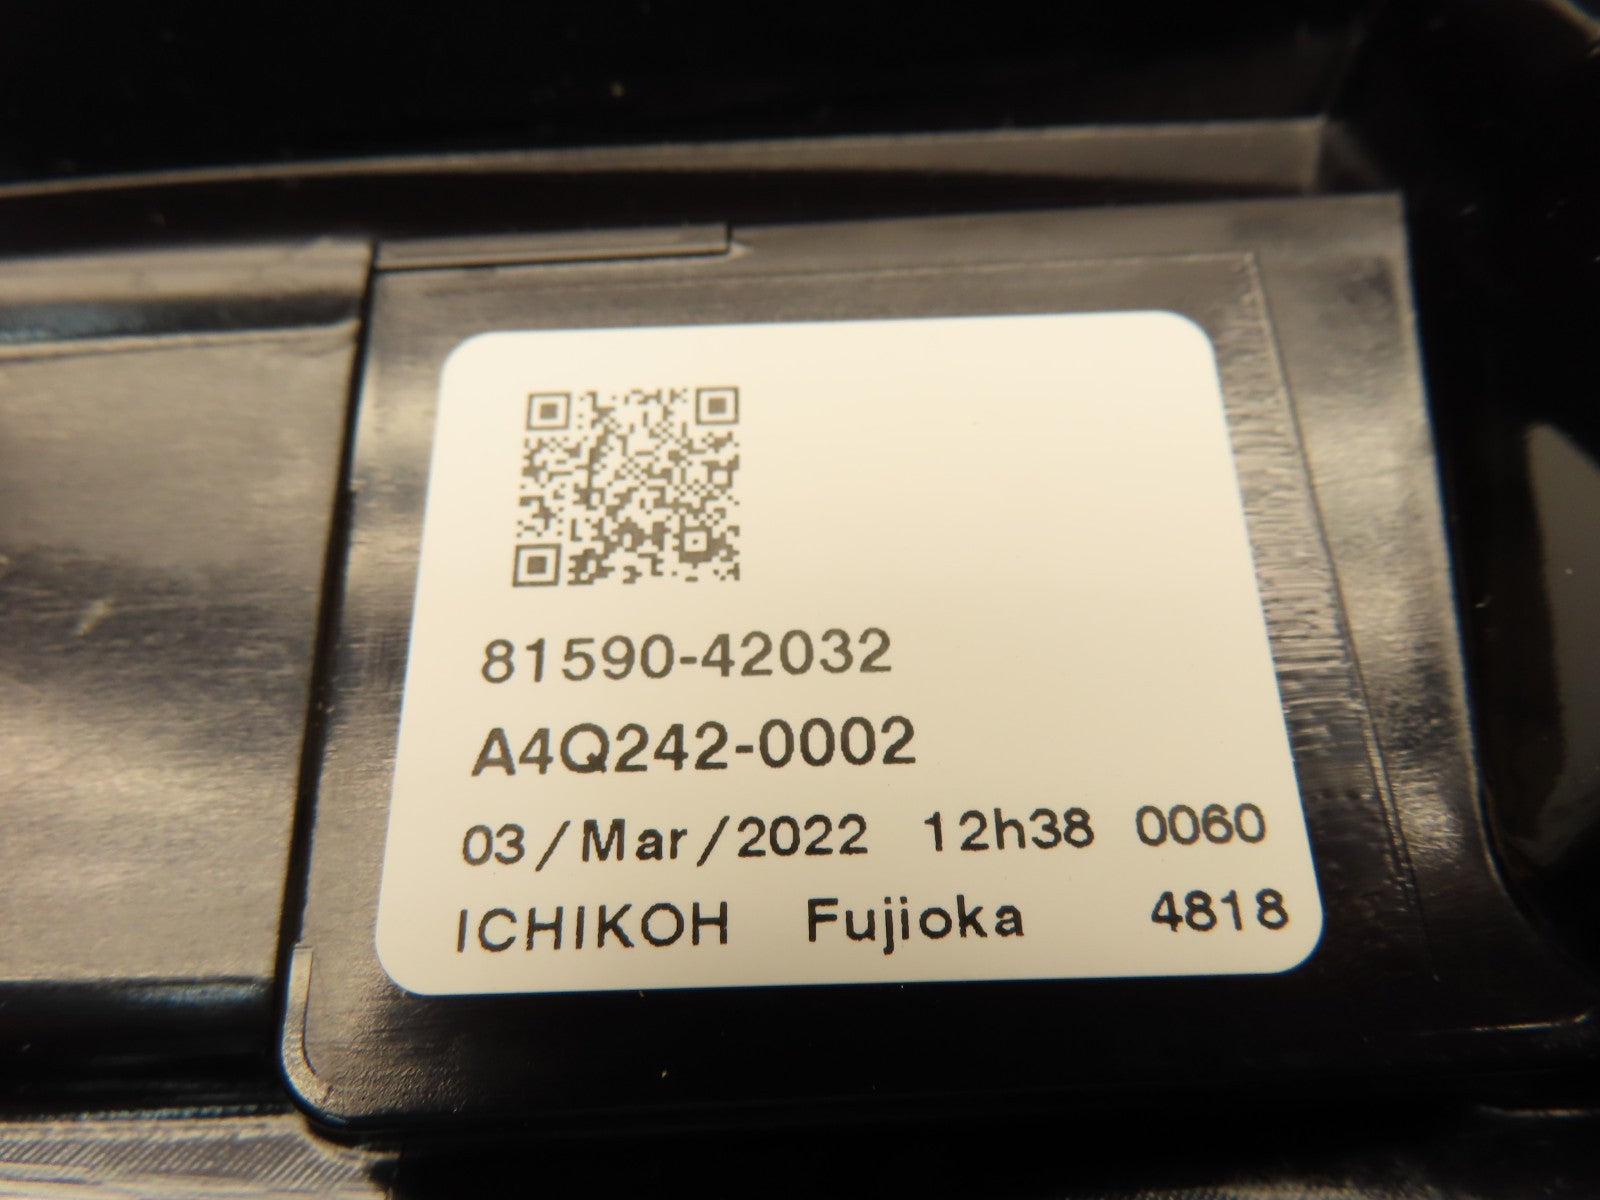 81590-42032
A4Q242-0002
03/Mar/2022 12h38 0060
ICHIKOH Fujioka 4818